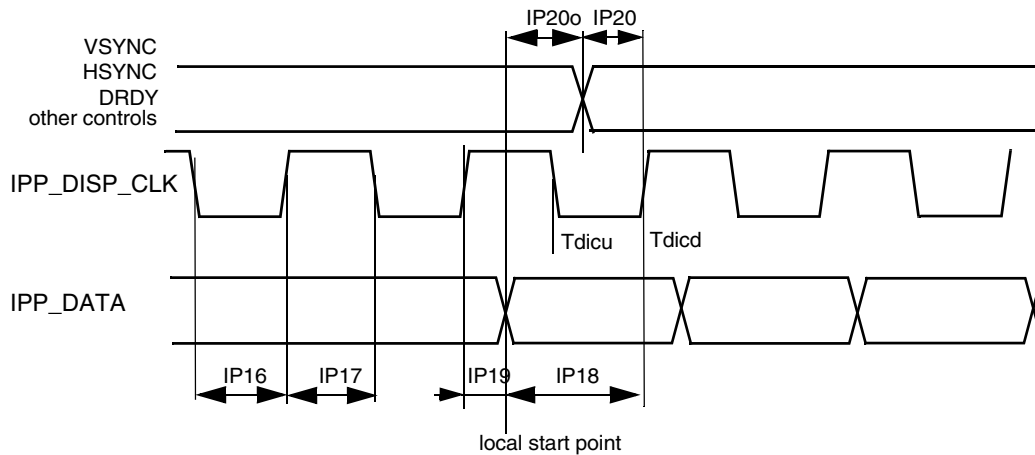 IP20o IP20
VSYNC
HSYNC
DRDY
other controls
IPP_DISP_CLK
Tdicu Tdicd
IPP_DATA
IP16 IP17 IP19 IP18
local start point